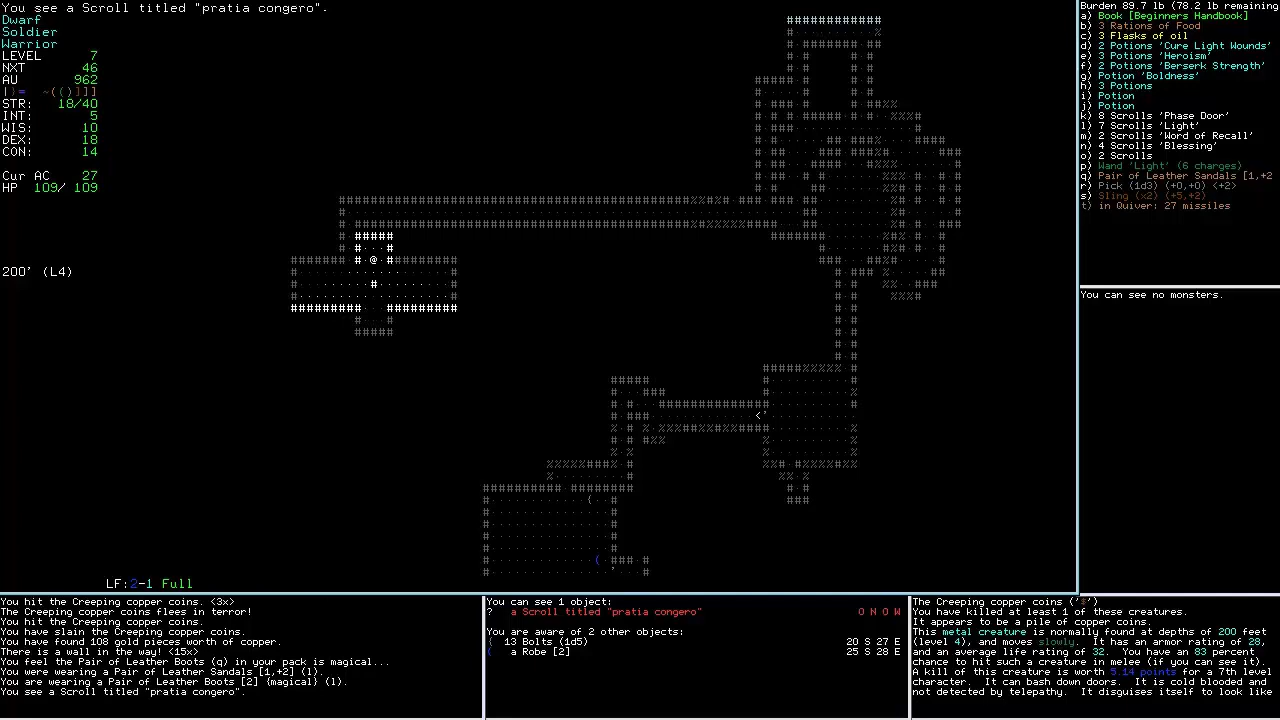 You see a Scroll titled "pratia congero".
Dwarf
Soldier
Warrior
LEVEL 7
NXT 46
AU 962
STR: 18/40
INT: 5
WIS: 10
DEX: 18
CON: 14
Cur AC 27
HP 109/ 109
200' (L4)
LF:2-1 Full
Burden 89.7 lb (78.2 lb remaining
a) Book [Beginners Handbook]
b) 3 Rations of Food
c) 3 Flasks of oil
d) 2 Potions 'Cure Light Wounds'
e) 3 Potions 'Heroism'
f) 2 Potions 'Berserk Strength'
g) Potion 'Boldness'
h) 3 Potions
i) Potion
j) Potion
k) 8 Scrolls 'Phase Door'
l) 7 Scrolls 'Light'
m) 2 Scrolls 'Word of Recall'
n) 4 Scrolls 'Blessing'
o) 2 Scrolls
p) Wand 'Light' (6 charges)
q) Pair of Leather Sandals [1,+2
r) Pick (1d3) (+0,+0) <+2>
s) Sling (x2) (+5,+2)
t) in Quiver: 27 missiles
You can see no monsters.
You hit the Creeping copper coins. <3x>
The Creeping copper coins flees in terror!
You hit the Creeping copper coins.
You have slain the Creeping copper coins.
You have found 108 gold pieces worth of copper.
There is a wall in the way! <15x>
You feel the Pair of Leather Boots (q) in your pack is magical...
You were wearing a Pair of Leather Sandals [1,+2] (l).
You are wearing a Pair of Leather Boots [2] {magical} (l).
You see a Scroll titled "pratia congero".
You can see 1 object:
? a Scroll titled "pratia congero" 0 N 0 W
You are aware of 2 other objects:
( 13 Bolts (1d5) 20 S 27 E
( a Robe [2] 25 S 28 E
The Creeping copper coins ('$')
You have killed at least 1 of these creatures.
It appears to be a pile of copper coins.
This metal creature is normally found at depths of 200 feet
(level 4), and moves slowly. It has an armor rating of 28,
and an average life rating of 32. You have an 83 percent
chance to hit such a creature in melee (if you can see it).
A kill of this creature is worth 5.14 points for a 7th level
character. It can bash down doors. It is cold blooded and
not detected by telepathy. It disguises itself to look like